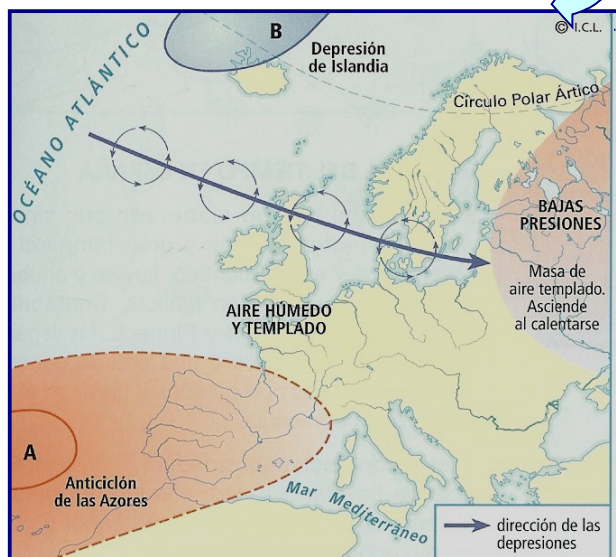 © I.C.L.
B
Depresión
de Islandia
OCÉANO ATLÁNTICO
Círculo Polar Ártico
BAJAS
PRESIONES
Masa de
aire templado.
Asciende
al calentarse
AIRE HÚMEDO
Y TEMPLADO
A
Anticiclón
de las Azores
Mar Mediterráneo
dirección de las
depresiones